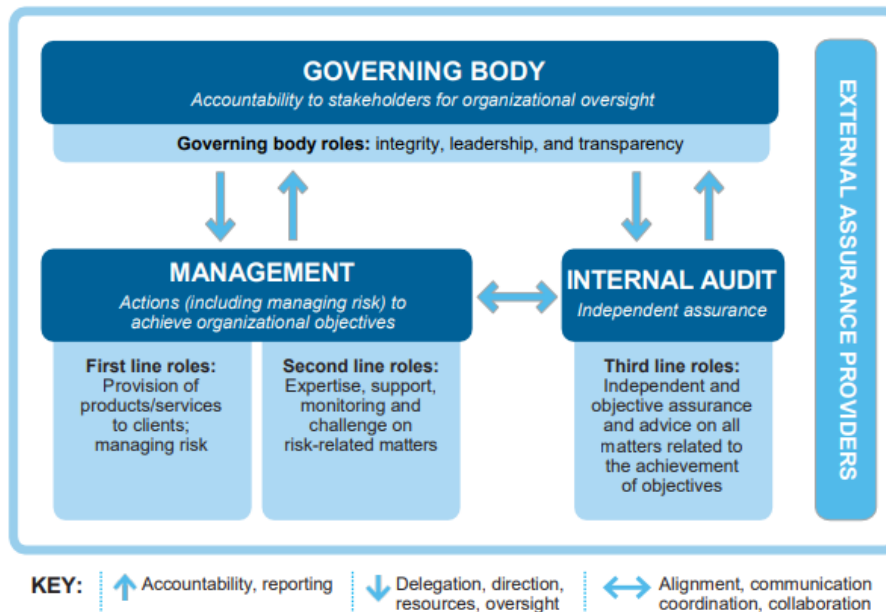 GOVERNING BODY
Accountability to stakeholders for organizational oversight
Governing body roles: integrity, leadership, and transparency
MANAGEMENT
Actions (including managing risk) to
achieve organizational objectives
First line roles:
Provision of
products/services
to clients;
managing risk
Second line roles:
Expertise, support,
monitoring and
challenge on
risk-related matters
INTERNAL AUDIT
Independent assurance
Third line roles:
Independent and
objective assurance
and advice on all
matters related to
the achievement
of objectives
EXTERNAL ASSURANCE PROVIDERS
KEY:
Accountability, reporting
Delegation, direction,
resources, oversight
Alignment, communication
coordination, collaboration